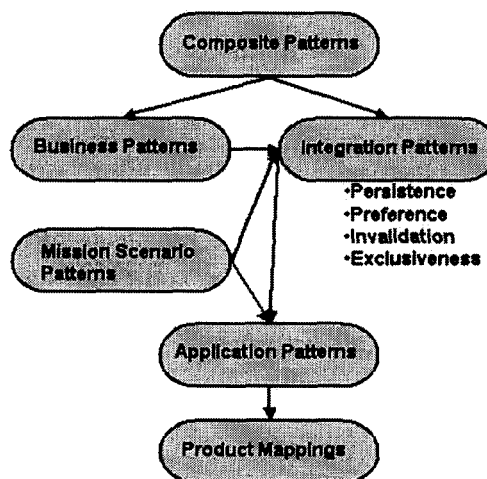 Composite Patterns
Business Patterns
Integration Patterns
•Persistence
•Preference
•Invalidation
•Exclusiveness
Mission Scenario
Patterns
Application Patterns
Product Mappings